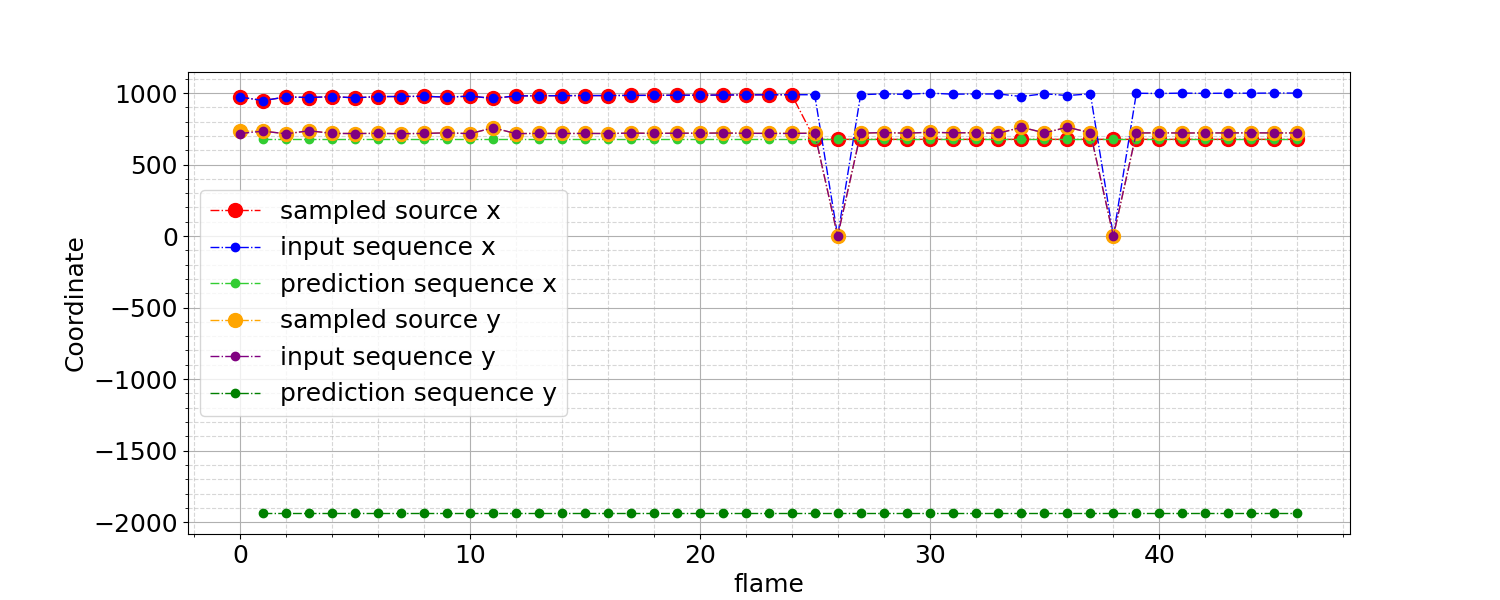 1000
500
0
−500
−1000
−1500
−2000
Coordinate
sampled source x
input sequence x
prediction sequence x
sampled source y
input sequence y
prediction sequence y
0 10 20 30 40
flame